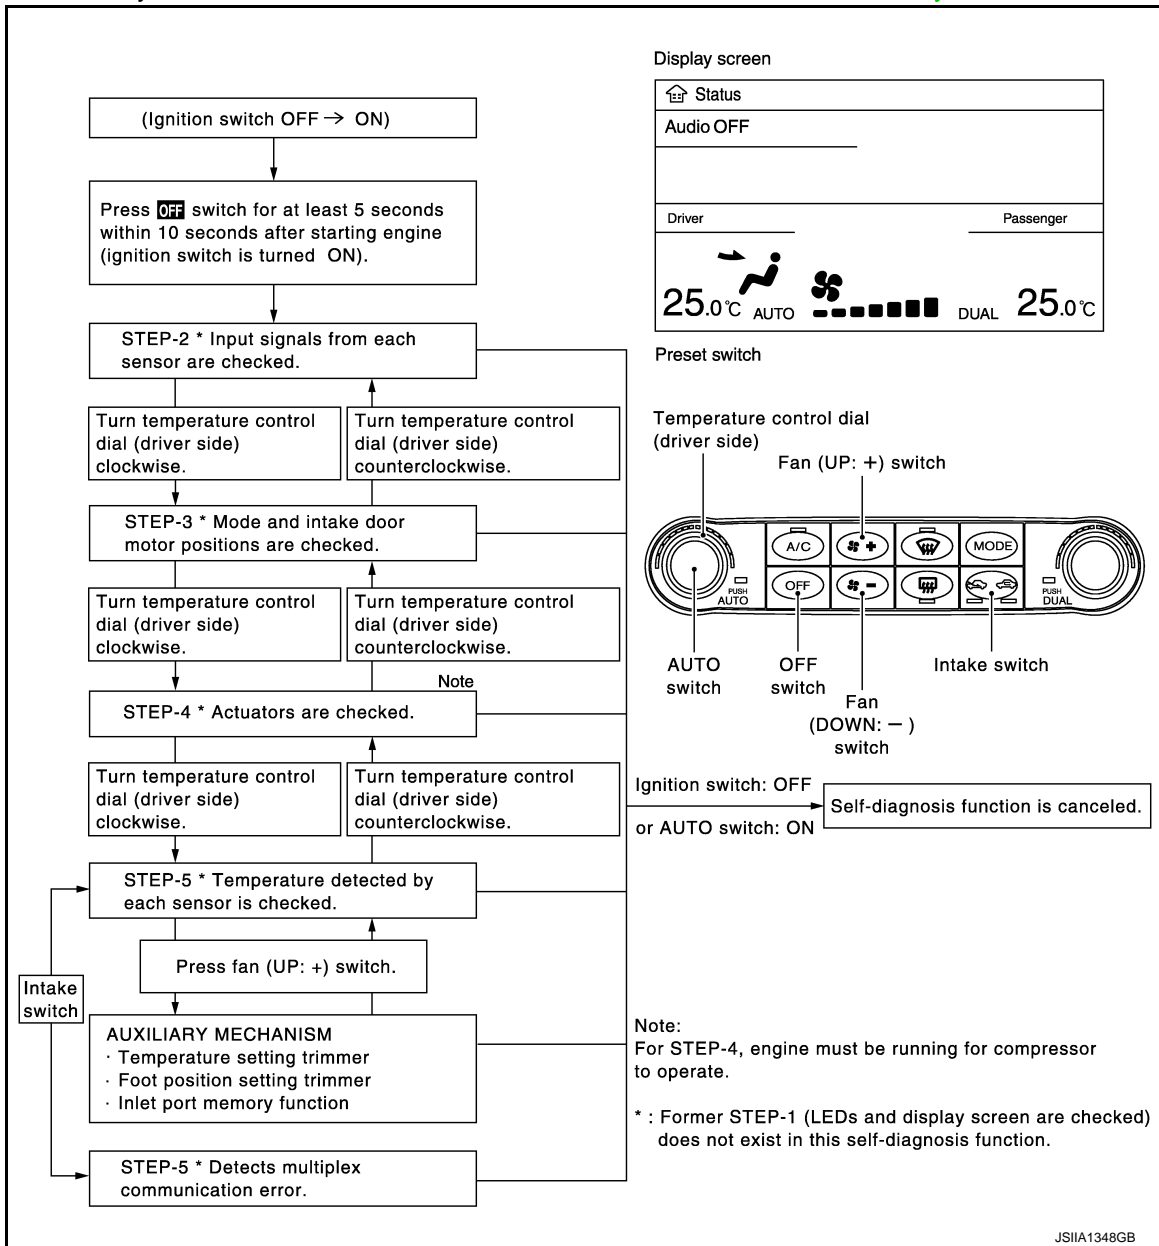 (Ignition switch OFF → ON)
Press OFF switch for at least 5 seconds
within 10 seconds after starting engine
(ignition switch is turned ON).
STEP-2 * Input signals from each
sensor are checked.
Turn temperature control
dial (driver side)
clockwise.
Turn temperature control
dial (driver side)
counterclockwise.
STEP-3 * Mode and intake door
motor positions are checked.
Turn temperature control
dial (driver side)
clockwise.
Turn temperature control
dial (driver side)
counterclockwise.
Note
STEP-4 * Actuators are checked.
Turn temperature control
dial (driver side)
clockwise.
Turn temperature control
dial (driver side)
counterclockwise.
STEP-5 * Temperature detected by
each sensor is checked.
Press fan (UP: +) switch.
Intake
switch
AUXILIARY MECHANISM
· Temperature setting trimmer
· Foot position setting trimmer
· Inlet port memory function
STEP-5 * Detects multiplex
communication error.
Display screen
Status
Audio OFF
Driver
Passenger
25.0°C AUTO
DUAL 25.0°C
Preset switch
Temperature control dial
(driver side)
Fan (UP: +) switch
A/C
+
MODE
OFF
−
PUSH
AUTO
PUSH
DUAL
AUTO
switch
OFF
switch
Fan
(DOWN: − )
switch
Intake switch
Ignition switch: OFF
or AUTO switch: ON
Self-diagnosis function is canceled.
Note:
For STEP-4, engine must be running for compressor
to operate.
* : Former STEP-1 (LEDs and display screen are checked)
does not exist in this self-diagnosis function.
JSIIA1348GB